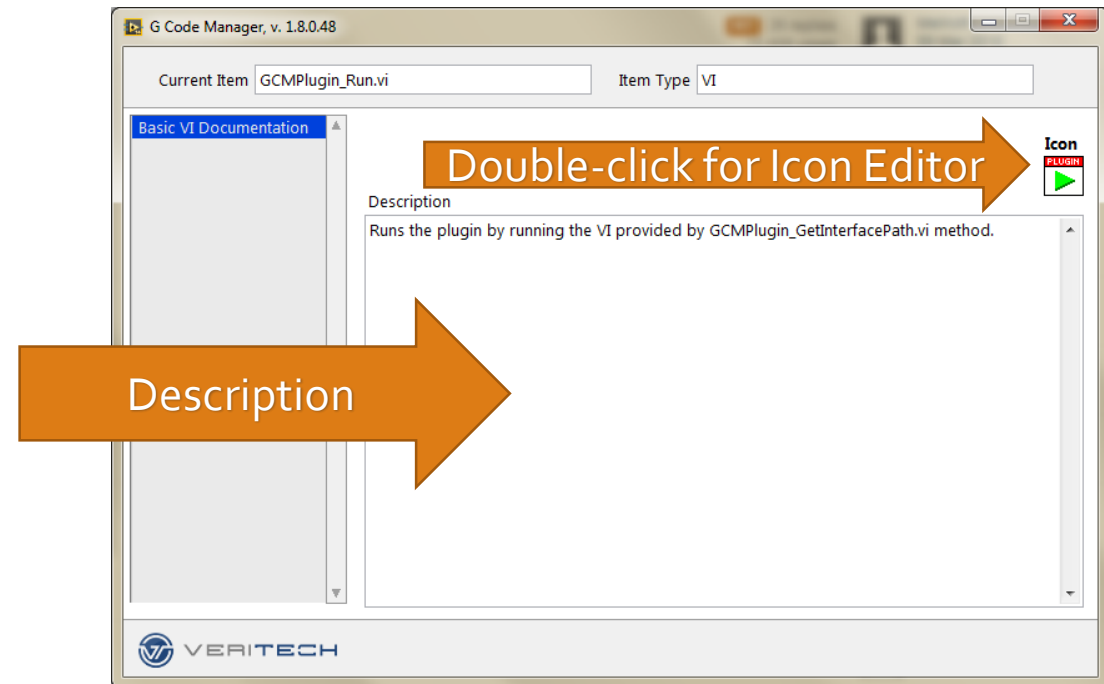 G Code Manager, v. 1.8.0.48
Current Item GCMPlugin_Run.vi Item Type VI
Basic VI Documentation
Double-click for Icon Editor
Icon
PLUGIN
Description
Runs the plugin by running the VI provided by GCMPlugin_GetInterfacePath.vi method.
Description
VERITECH